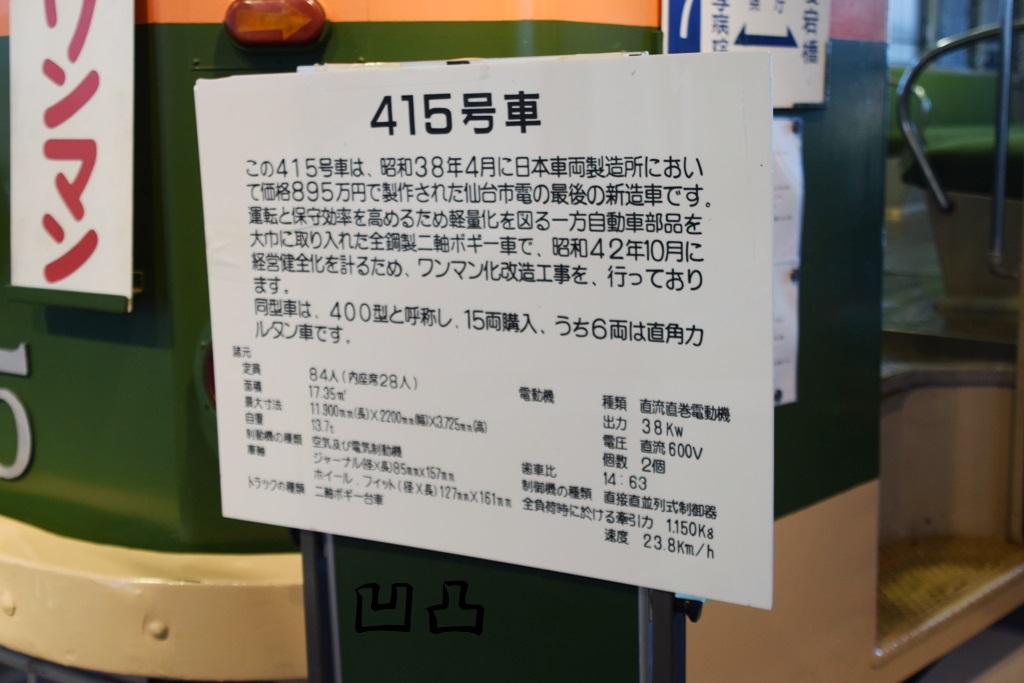 リンマン
415号車
この415号車は、昭和38年4月に日本車両製造所におい
て価格895万円で製作された仙台市電の最後の新造車です。
運転と保守効率を高めるため軽量化を図る一方自動車部品を
大巾に取り入れた全鋼製二軸ボギー車で、昭和42年10月に
経営健全化を計るため、ワンマン化改造工事を、行っており
ます。
同型車は、400型と呼称し、15両購入、うち6両は直角カ
ルダン車です。
諸元
定員 84人(内座席28人)
面積 17.35㎡
最大寸法 11.900mm(長)×2200mm(幅)×3.725mm(高)
自重 13.7t
制動機の種類 空気及び電気制動機
車軸 ジャーナル(径×長)85mm×157mm
ホイール.フィット(径×長)127mm×161mm
トラックの種類 二軸ボギー台車
電動機 種類 直流直巻電動機
出力 38Kw
電圧 直流600V
個数 2個
歯車比 14:63
制御機の種類 直接直並列式制御器
全負荷時に於ける牽引力 1,150Kg
速度 23.8Km/h
凹凸